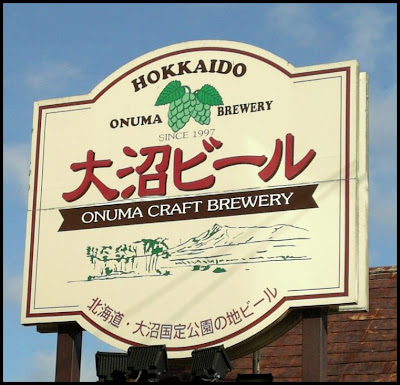 HOKKAIDO
ONUMA BREWERY
SINCE 1997
大沼ビール
ONUMA CRAFT BREWERY
北海道・大沼国定公園の地ビール